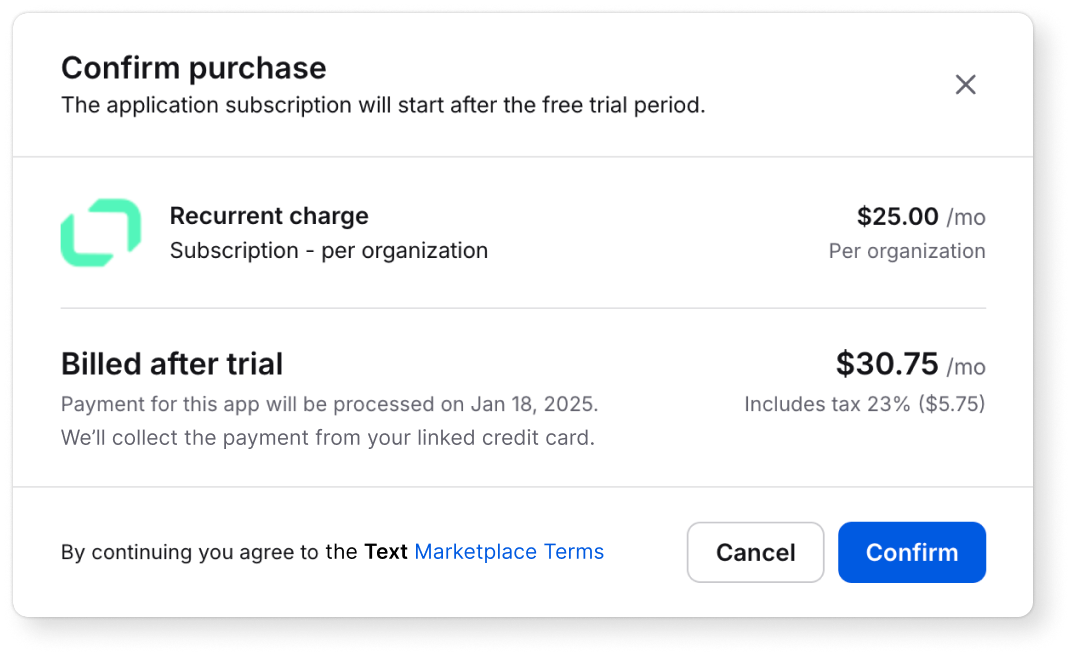 Confirm purchase
The application subscription will start after the free trial period.
Recurrent charge
$25.00 /mo
Subscription - per organization
Per organization
Billed after trial
$30.75 /mo
Payment for this app will be processed on Jan 18, 2025.
Includes tax 23% ($5.75)
We’ll collect the payment from your linked credit card.
By continuing you agree to the Text Marketplace Terms
Cancel
Confirm